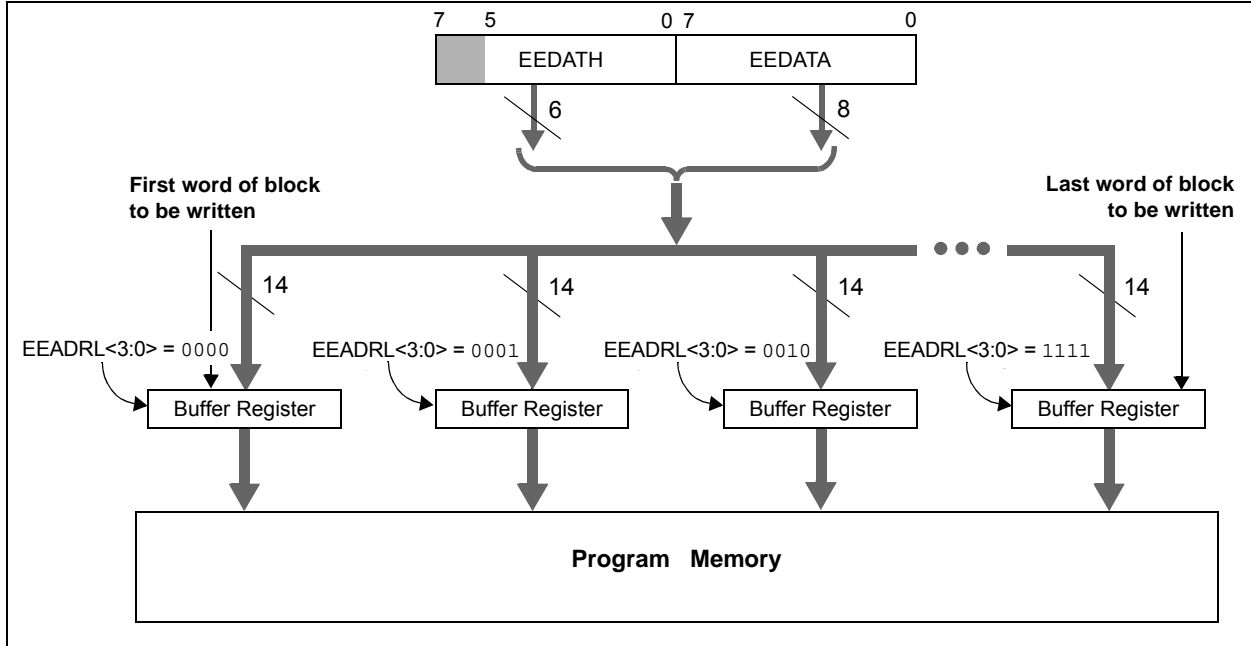 7 5 0 7 0
EEDATH EEDATA
6 8
First word of block
to be written
Last word of block
to be written
14 14 14 14
EEADRL<3:0> = 0000 EEADRL<3:0> = 0001 EEADRL<3:0> = 0010 EEADRL<3:0> = 1111
Buffer Register Buffer Register Buffer Register Buffer Register
Program Memory